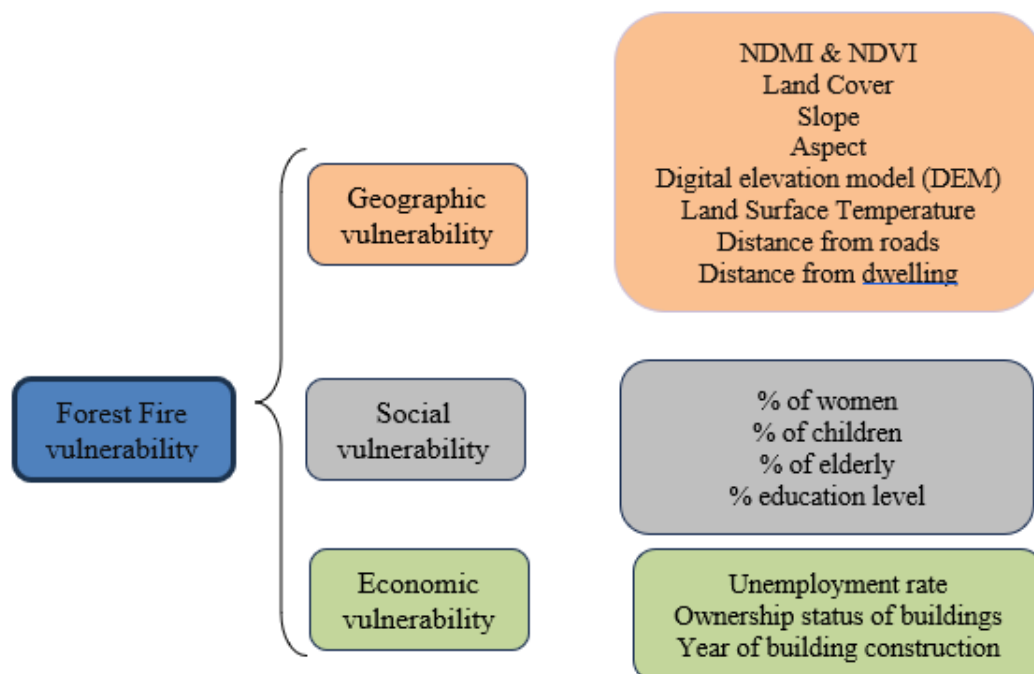 NDMI & NDVI
Land Cover
Slope
Aspect
Digital elevation model (DEM)
Land Surface Temperature
Distance from roads
Distance from dwelling
Geographic
vulnerability
Forest Fire
vulnerability
Social
vulnerability
% of women
% of children
% of elderly
% education level
Economic
vulnerability
Unemployment rate
Ownership status of buildings
Year of building construction